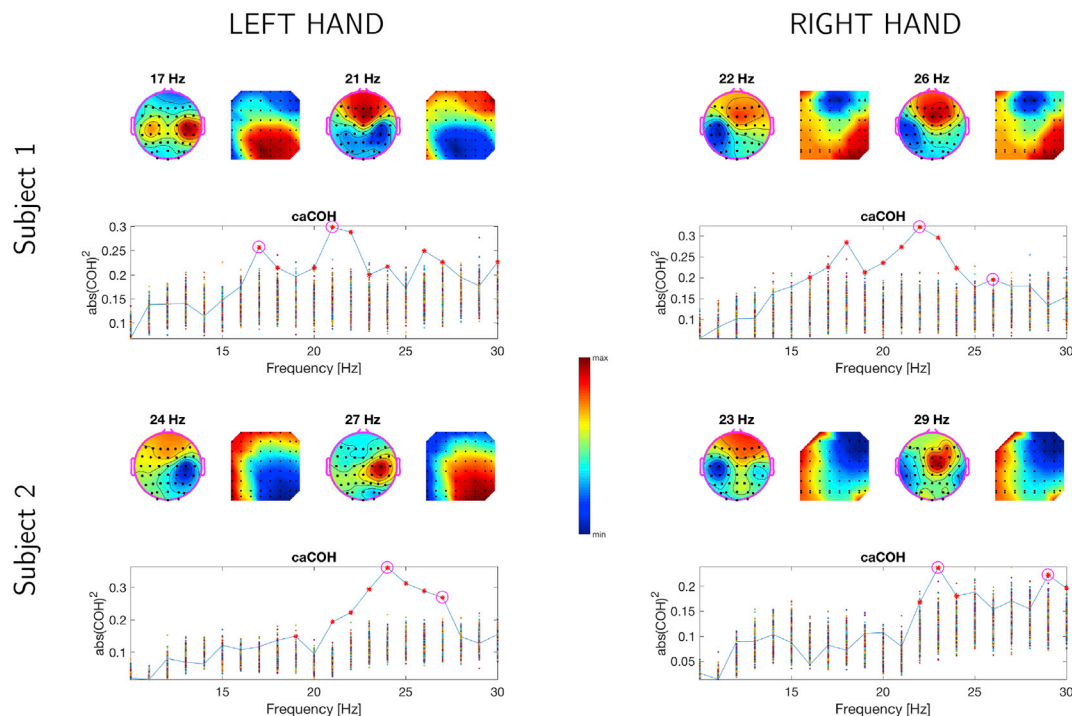 LEFT HAND
RIGHT HAND
Subject 1
17 Hz
21 Hz
22 Hz
26 Hz
caCOH
abs(COH)²
0.3
0.25
0.2
0.15
0.1
15
20
25
30
Frequency [Hz]
caCOH
abs(COH)²
0.3
0.25
0.2
0.15
0.1
15
20
25
30
Frequency [Hz]
max
min
Subject 2
24 Hz
27 Hz
23 Hz
29 Hz
caCOH
abs(COH)²
0.3
0.2
0.1
15
20
25
30
Frequency [Hz]
caCOH
abs(COH)²
0.2
0.15
0.1
0.05
15
20
25
30
Frequency [Hz]